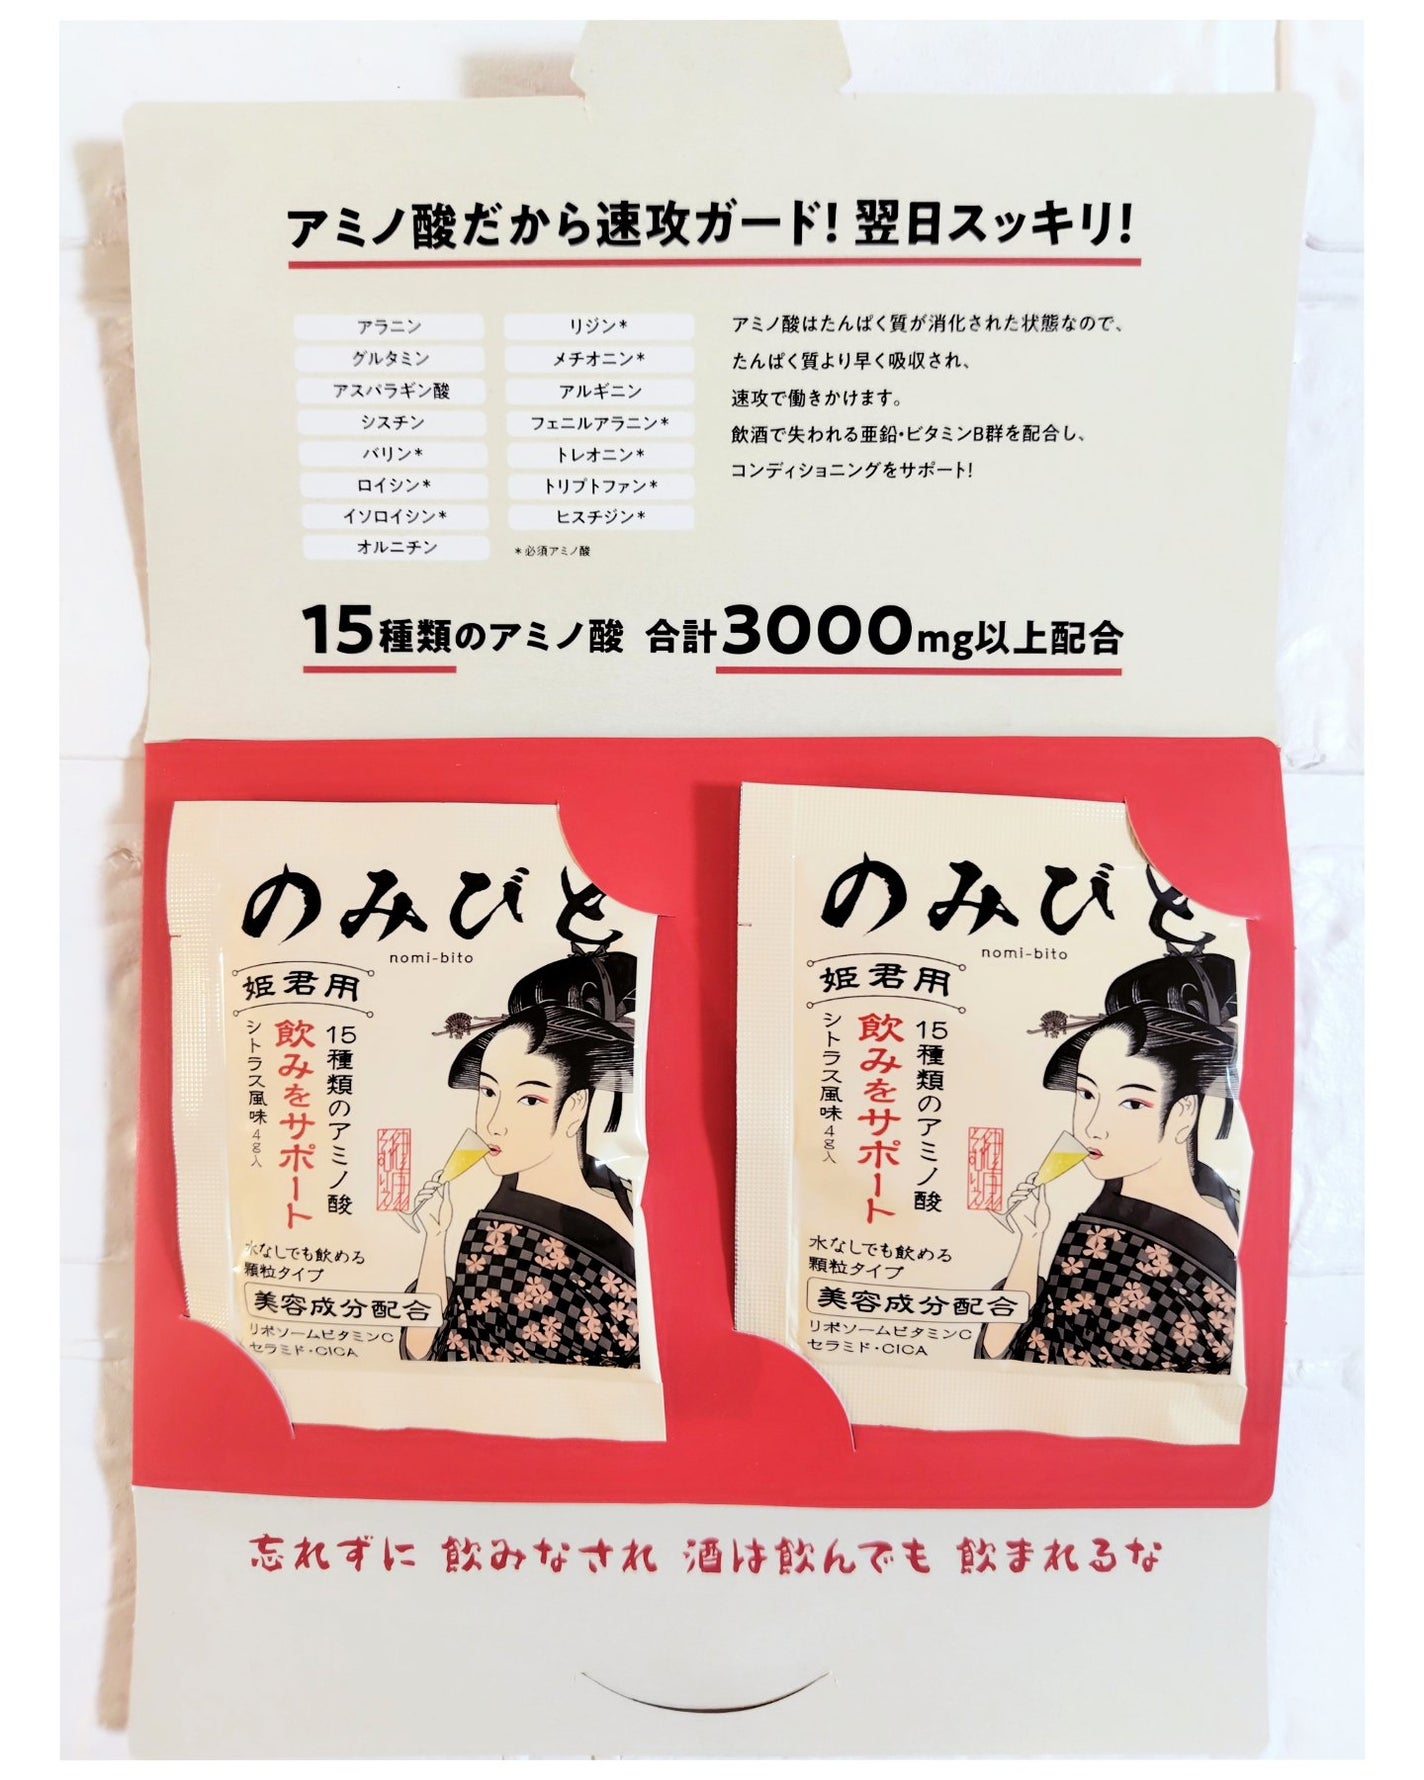 アミノ酸だから速攻ガード! 翌日スッキリ!
アラニン
グルタミン
アスパラギン酸
シスチン
バリン*
ロイシン*
イソロイシン*
オルニチン
リジン*
メチオニン*
アルギニン
フェニルアラニン*
トレオニン*
トリプトファン*
ヒスチジン*
*必須アミノ酸
アミノ酸はたんぱく質が消化された状態なので、
たんぱく質より早く吸収され、
速攻で働きかけます。
飲酒で失われる亜鉛・ビタミンB群を配合し、
コンディショニングをサポート!
15種類のアミノ酸 合計3000mg以上配合
のみびと
nomi-bito
姫君用
15種類のアミノ酸
飲みをサポート
シトラス風味 4g入
水なしでも飲める
顆粒タイプ
美容成分配合
リポソームビタミンC
セラミド・CICA
のみびと
nomi-bito
姫君用
15種類のアミノ酸
飲みをサポート
シトラス風味 4g入
水なしでも飲める
顆粒タイプ
美容成分配合
リポソームビタミンC
セラミド・CICA
忘れずに 飲みなされ 酒は飲んでも 飲まれるな